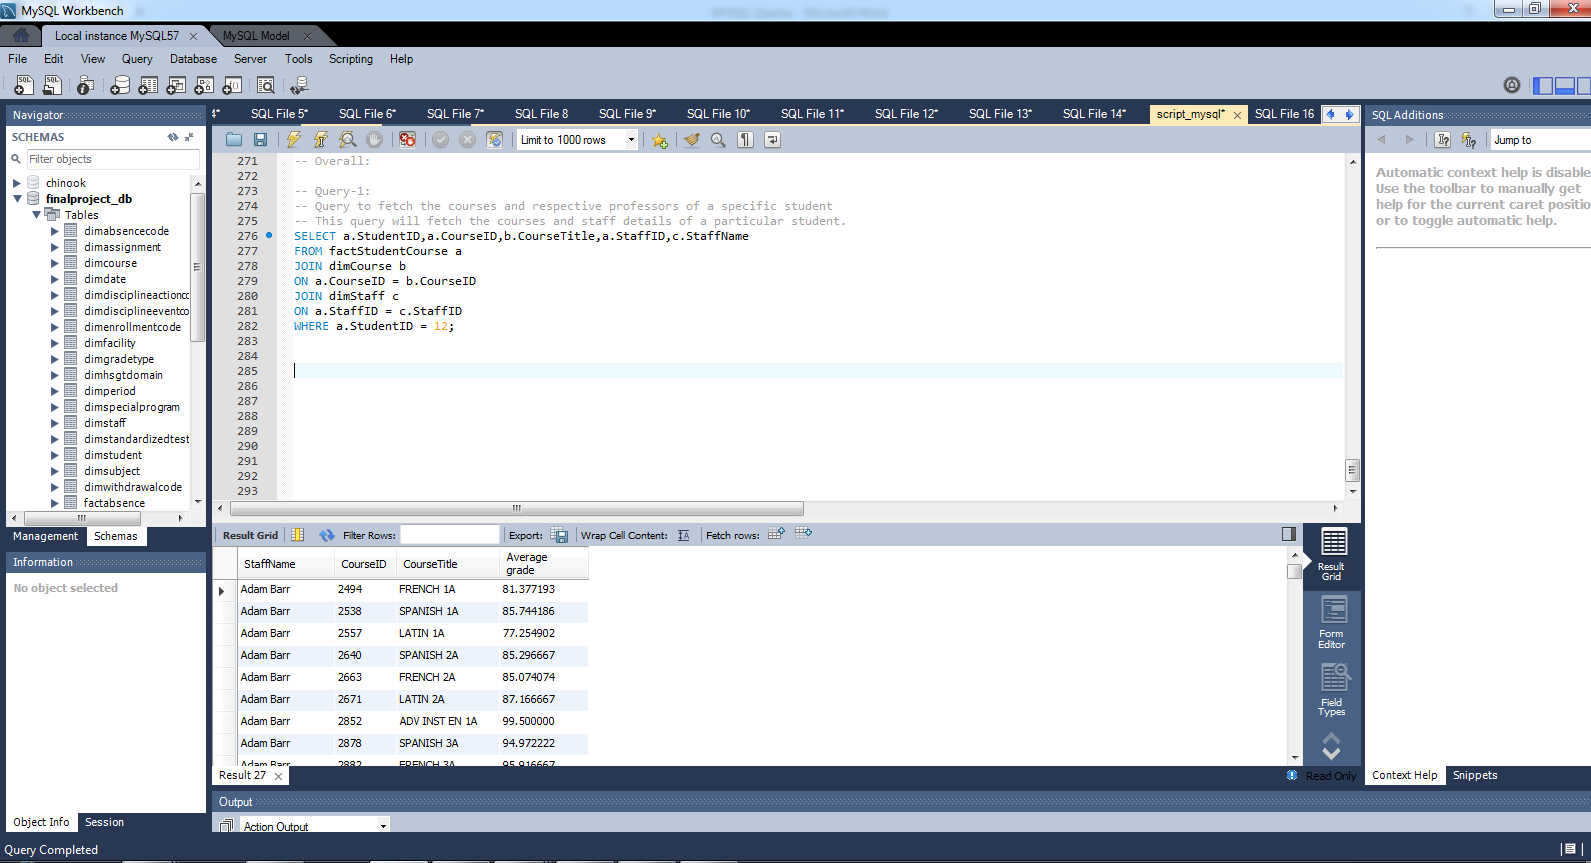 MySQL Workbench
Local instance MySQL57
MySQL Model
File Edit View Query Database Server Tools Scripting Help
Navigator
SCHEMAS
Filter objects
chinook
finalproject_db
Tables
dimabsencecode
dimassignment
dimcourse
dimdate
dimdisciplineactionco
dimdisciplineeventco
dimenrollmentcode
dimfacility
dimgradetype
dimhsgtdomain
dimperiod
dimspecialprogram
dimstaff
dimstandardizedtest
dimstudent
dimsubject
dimwithdrawalcode
factabsence
Management Schemas
Information
No object selected
Object Info Session
4* SQL File 5* SQL File 6* SQL File 7* SQL File 8 SQL File 9* SQL File 10* SQL File 11* SQL File 12* SQL File 13* SQL File 14* script_mysql* SQL File 16
Limit to 1000 rows
271 -- Overall:
272
273 -- Query-1:
274 -- Query to fetch the courses and respective professors of a specific student
275 -- This query will fetch the courses and staff details of a particular student.
276 SELECT a.StudentID,a.CourseID,b.CourseTitle,a.StaffID,c.StaffName
277 FROM factStudentCourse a
278 JOIN dimCourse b
279 ON a.CourseID = b.CourseID
280 JOIN dimStaff c
281 ON a.StaffID = c.StaffID
282 WHERE a.StudentID = 12;
283
284
285
286
287
288
289
290
291
292
293
Result Grid Filter Rows: Export: Wrap Cell Content: Fetch rows:
StaffName CourseID CourseTitle Average grade
Adam Barr 2494 FRENCH 1A 81.377193
Adam Barr 2538 SPANISH 1A 85.744186
Adam Barr 2557 LATIN 1A 77.254902
Adam Barr 2640 SPANISH 2A 85.296667
Adam Barr 2663 FRENCH 2A 85.074074
Adam Barr 2671 LATIN 2A 87.166667
Adam Barr 2852 ADV INST EN 1A 99.500000
Adam Barr 2878 SPANISH 3A 94.972222
Adam Barr 2882 FRENCH 3A 95.916667
Result Grid
Form Editor
Field Types
Result 27
Read Only
Output
Action Output
SQL Additions
Jump to
Automatic context help is disable
Use the toolbar to manually get
help for the current caret positio
or to toggle automatic help.
Context Help Snippets
Query Completed